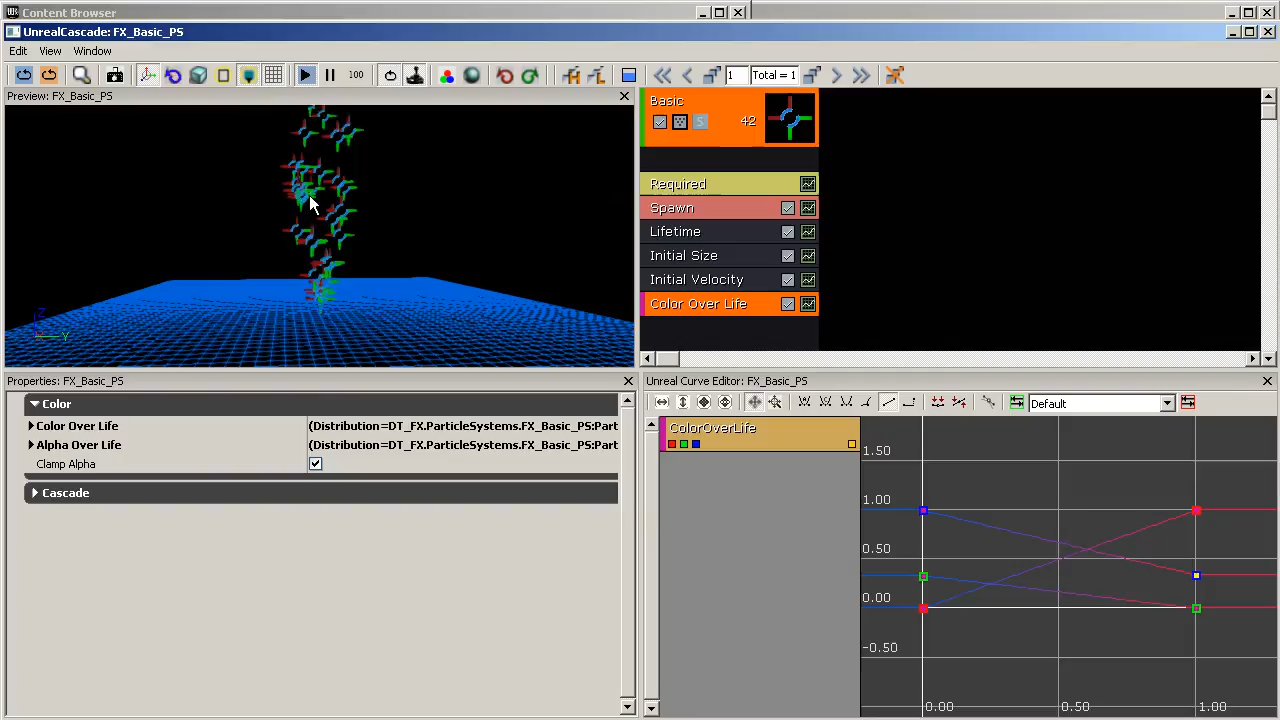 Content Browser
UnrealCascade: FX_Basic_PS
Edit View Window
100 1 Total = 1
Preview: FX_Basic_PS
Z
Y
Basic
S 42
Required
Spawn
Lifetime
Initial Size
Initial Velocity
Color Over Life
Properties: FX_Basic_PS
Color
Color Over Life (Distribution=DT_FX.ParticleSystems.FX_Basic_PS:Part
Alpha Over Life (Distribution=DT_FX.ParticleSystems.FX_Basic_PS:Part
Clamp Alpha
Cascade
Unreal Curve Editor: FX_Basic_PS
Default
ColorOverLife
1.50
1.00
0.50
0.00
-0.50
0.00 0.50 1.00